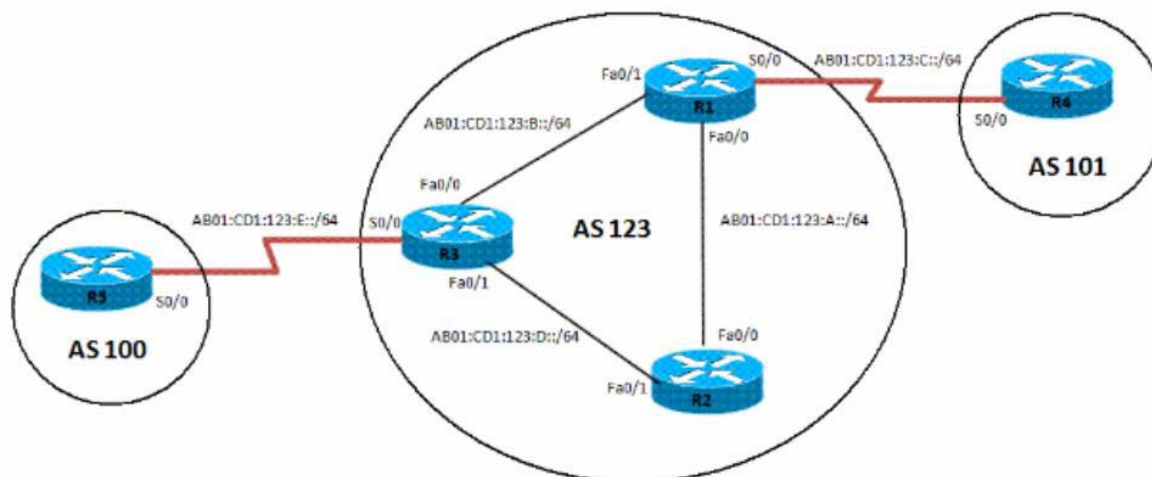 S0/0
AB01:CD1:123:C::/64
Fa0/1
R1
R4
S0/0
AB01:CD1:123:B::/64
Fa0/0
AS 101
Fa0/0
AB01:CD1:123:E::/64
S0/0
AS 123
AB01:CD1:123:A::/64
R3
Fa0/1
R5
S0/0
AS 100
AB01:CD1:123:D::/64
Fa0/0
Fa0/1
R2